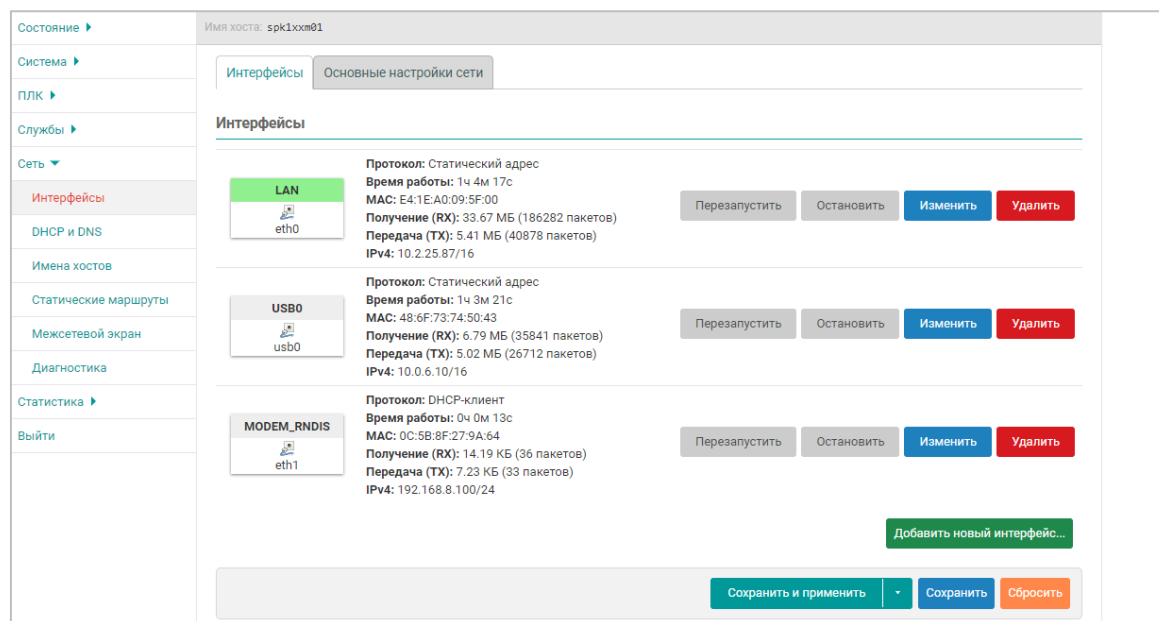 Состояние
Система
ПЛК
Службы
Сеть
Интерфейсы
DHCP и DNS
Имена хостов
Статические маршруты
Межсетевой экран
Диагностика
Статистика
Выйти
Имя хоста: spk1xxm01
Интерфейсы
Основные настройки сети
Интерфейсы
LAN
eth0
Протокол: Статический адрес
Время работы: 1ч 4м 17с
MAC: E4:1E:A0:09:5F:00
Получение (RX): 33.67 МБ (186282 пакетов)
Передача (TX): 5.41 МБ (40878 пакетов)
IPv4: 10.2.25.87/16
Перезапустить
Остановить
Изменить
Удалить
USB0
usb0
Протокол: Статический адрес
Время работы: 1ч 3м 21с
MAC: 48:6F:73:74:50:43
Получение (RX): 6.79 МБ (35841 пакетов)
Передача (TX): 5.02 МБ (26712 пакетов)
IPv4: 10.0.6.10/16
Перезапустить
Остановить
Изменить
Удалить
MODEM_RNDIS
eth1
Протокол: DHCP-клиент
Время работы: 0ч 0м 13с
MAC: 0C:5B:8F:27:9A:64
Получение (RX): 14.19 КБ (36 пакетов)
Передача (TX): 7.23 КБ (33 пакетов)
IPv4: 192.168.8.100/24
Перезапустить
Остановить
Изменить
Удалить
Добавить новый интерфейс...
Сохранить и применить
Сохранить
Сбросить